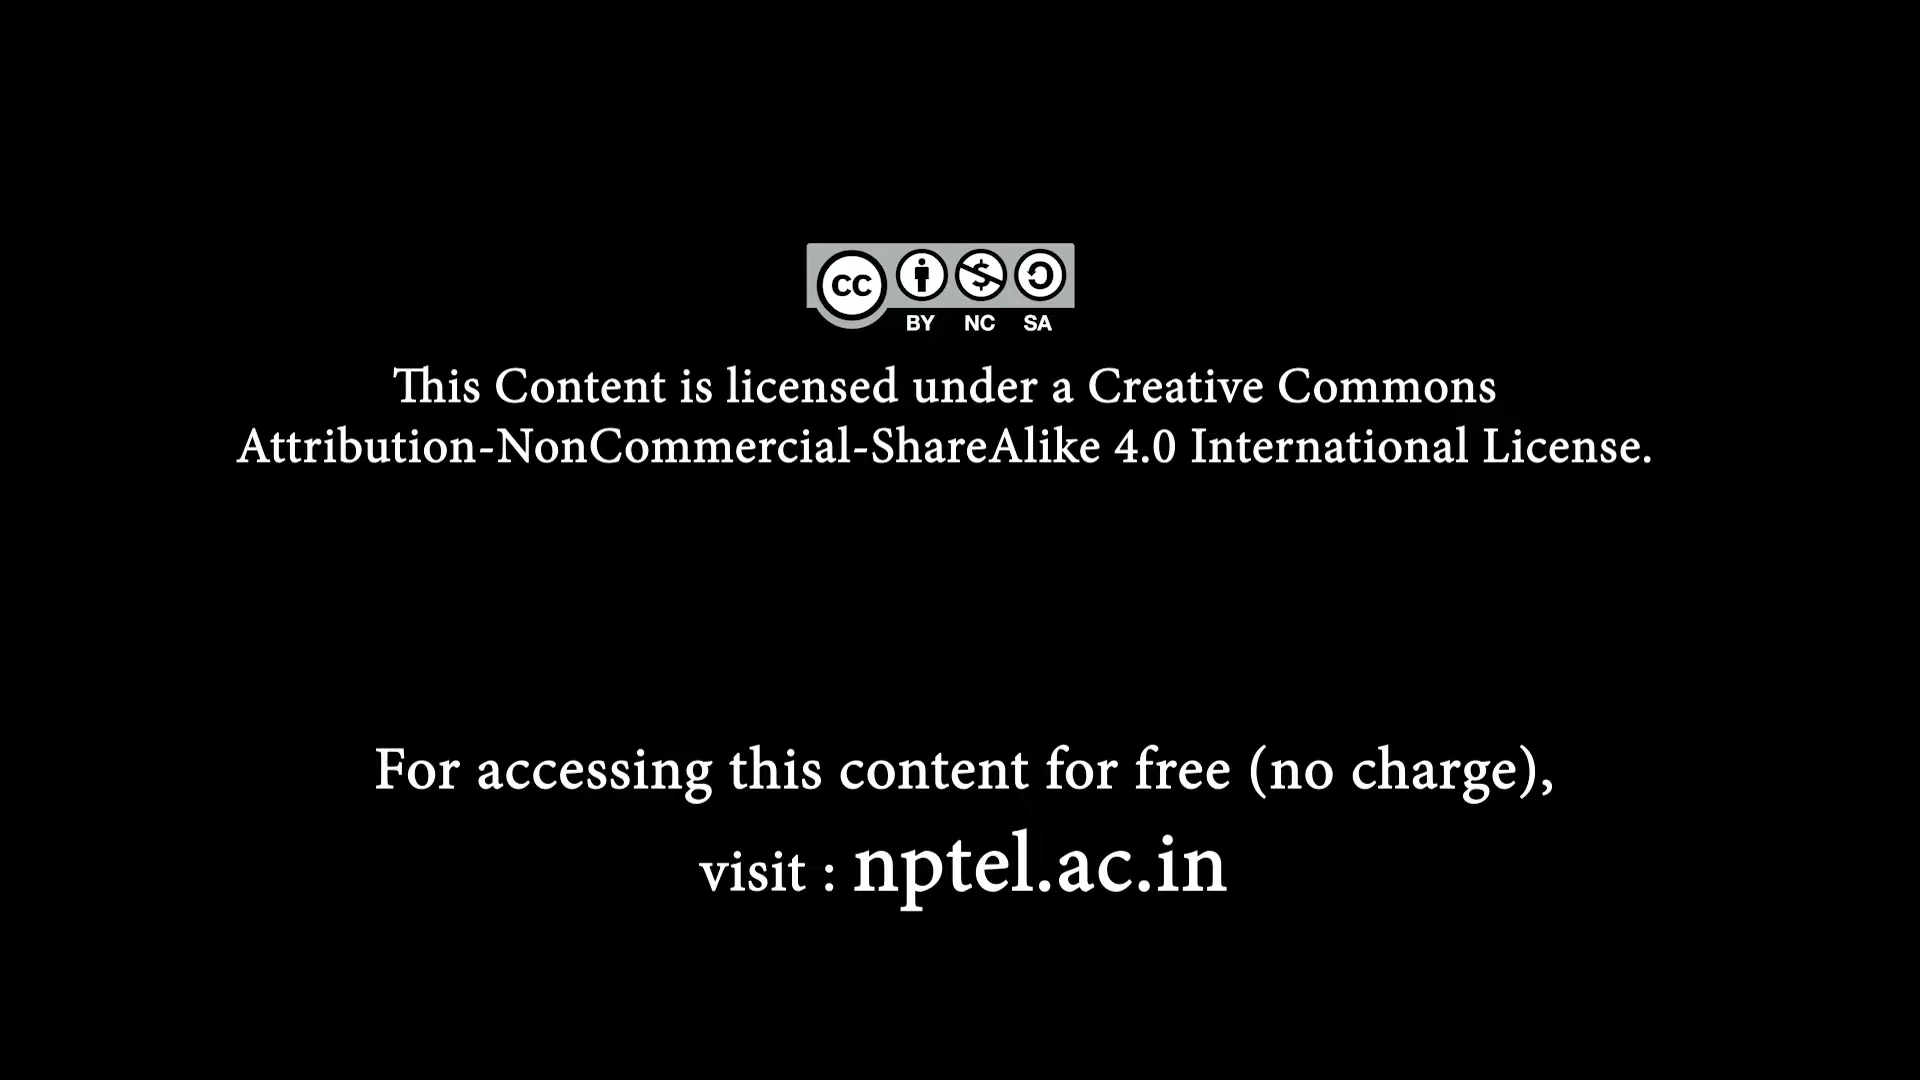 cc
BY NC SA
This Content is licensed under a Creative Commons
Attribution-NonCommercial-ShareAlike 4.0 International License.
For accessing this content for free (no charge),
visit : nptel.ac.in